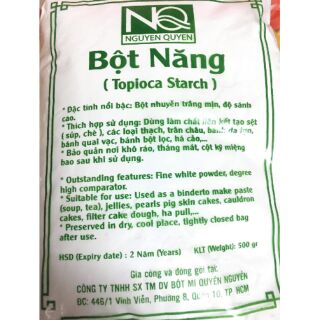 NQ
NGUYEN QUYEN
Bột Năng
( Topioca Starch )
* Đặc tính nổi bậc: Bột nhuyễn trắng mịn, độ sánh
cao.
* Thích hợp sử dụng: Dùng làm chất liên kết tạo sệt
( súp, chè ), các loại thạch, trân châu, bánh da lợn,
bánh quai vạc, bánh bột lọc, há cảo,...
* Bảo quản nơi khô ráo, tháng mát, cột kỹ miệng
bao sau khi sử dụng.
* Outstanding features: Fine white powder, degree
high comparator.
* Suitable for use: Used as a binderto make paste
(soup, tea), jellies, pearls pig skin cakes, cauldron
cakes, filter cake dough, ha pull,...
* Preserved in dry, cool place, tightly closed bag
after use.
HSD (Expiry date) : 2 Năm (Years) KLT (Weight): 500 gr
Gia công và đóng gói tại:
CÔNG TY TNHH SX TM DV BỘT MÌ QUYỀN NGUYÊN
ĐC: 446/1 Vĩnh Viễn, Phường 8, Quận 10, TP HCM